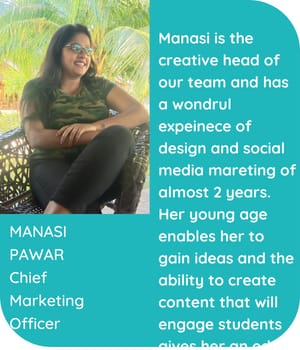 Manasi is the
creative head of
our team and has
a wondrul
expeinece of
design and social
media mareting of
almost 2 years.
Her young age
enables her to
gain ideas and the
ability to create
content that will
engage students
gives her an
MANASI
PAWAR
Chief
Marketing
Officer